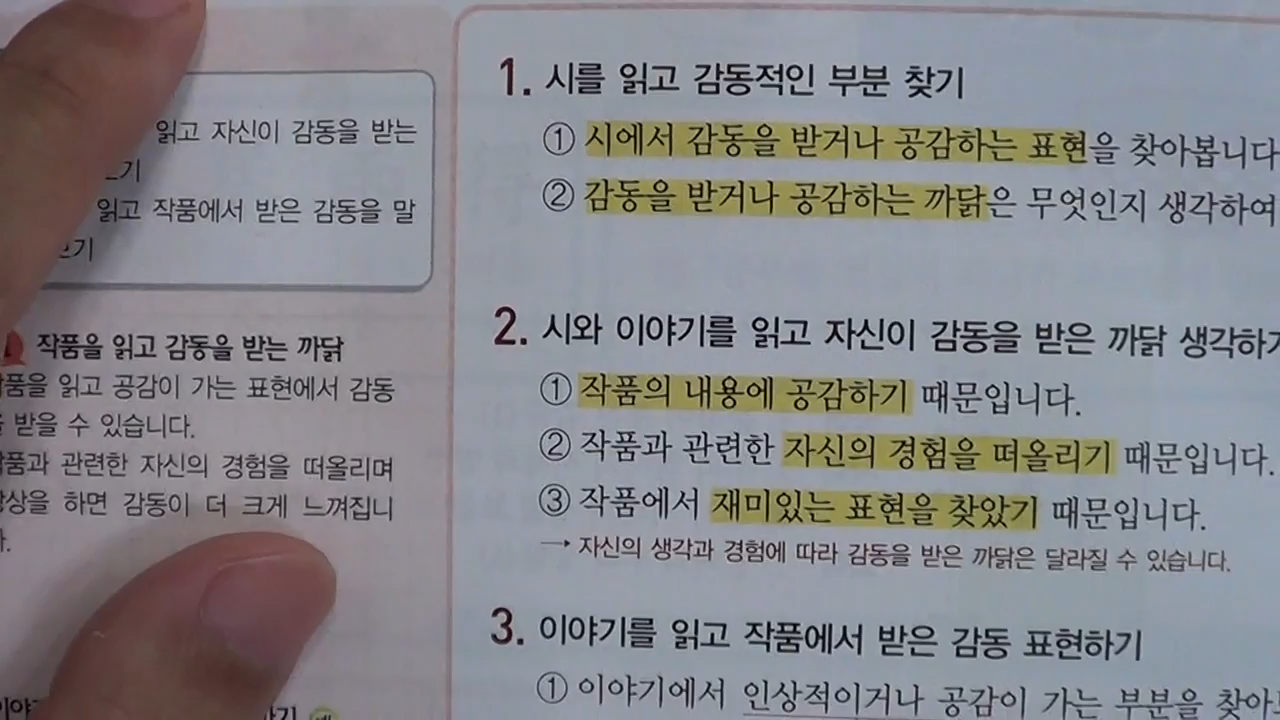 읽고 자신이 감동을 받는
기
읽고 작품에서 받은 감동을 말
기
작품을 읽고 감동을 받는 까닭
품을 읽고 공감이 가는 표현에서 감동
받을 수 있습니다.
품과 관련한 자신의 경험을 떠올리며
상을 하면 감동이 더 크게 느껴집니
1. 시를 읽고 감동적인 부분 찾기
① 시에서 감동을 받거나 공감하는 표현을 찾아봅니다
② 감동을 받거나 공감하는 까닭은 무엇인지 생각하여
2. 시와 이야기를 읽고 자신이 감동을 받은 까닭 생각하기
① 작품의 내용에 공감하기 때문입니다.
② 작품과 관련한 자신의 경험을 떠올리기 때문입니다.
③ 작품에서 재미있는 표현을 찾았기 때문입니다.
→ 자신의 생각과 경험에 따라 감동을 받은 까닭은 달라질 수 있습니다.
3. 이야기를 읽고 작품에서 받은 감동 표현하기
① 이야기에서 인상적이거나 공감이 가는 부분을 찾아